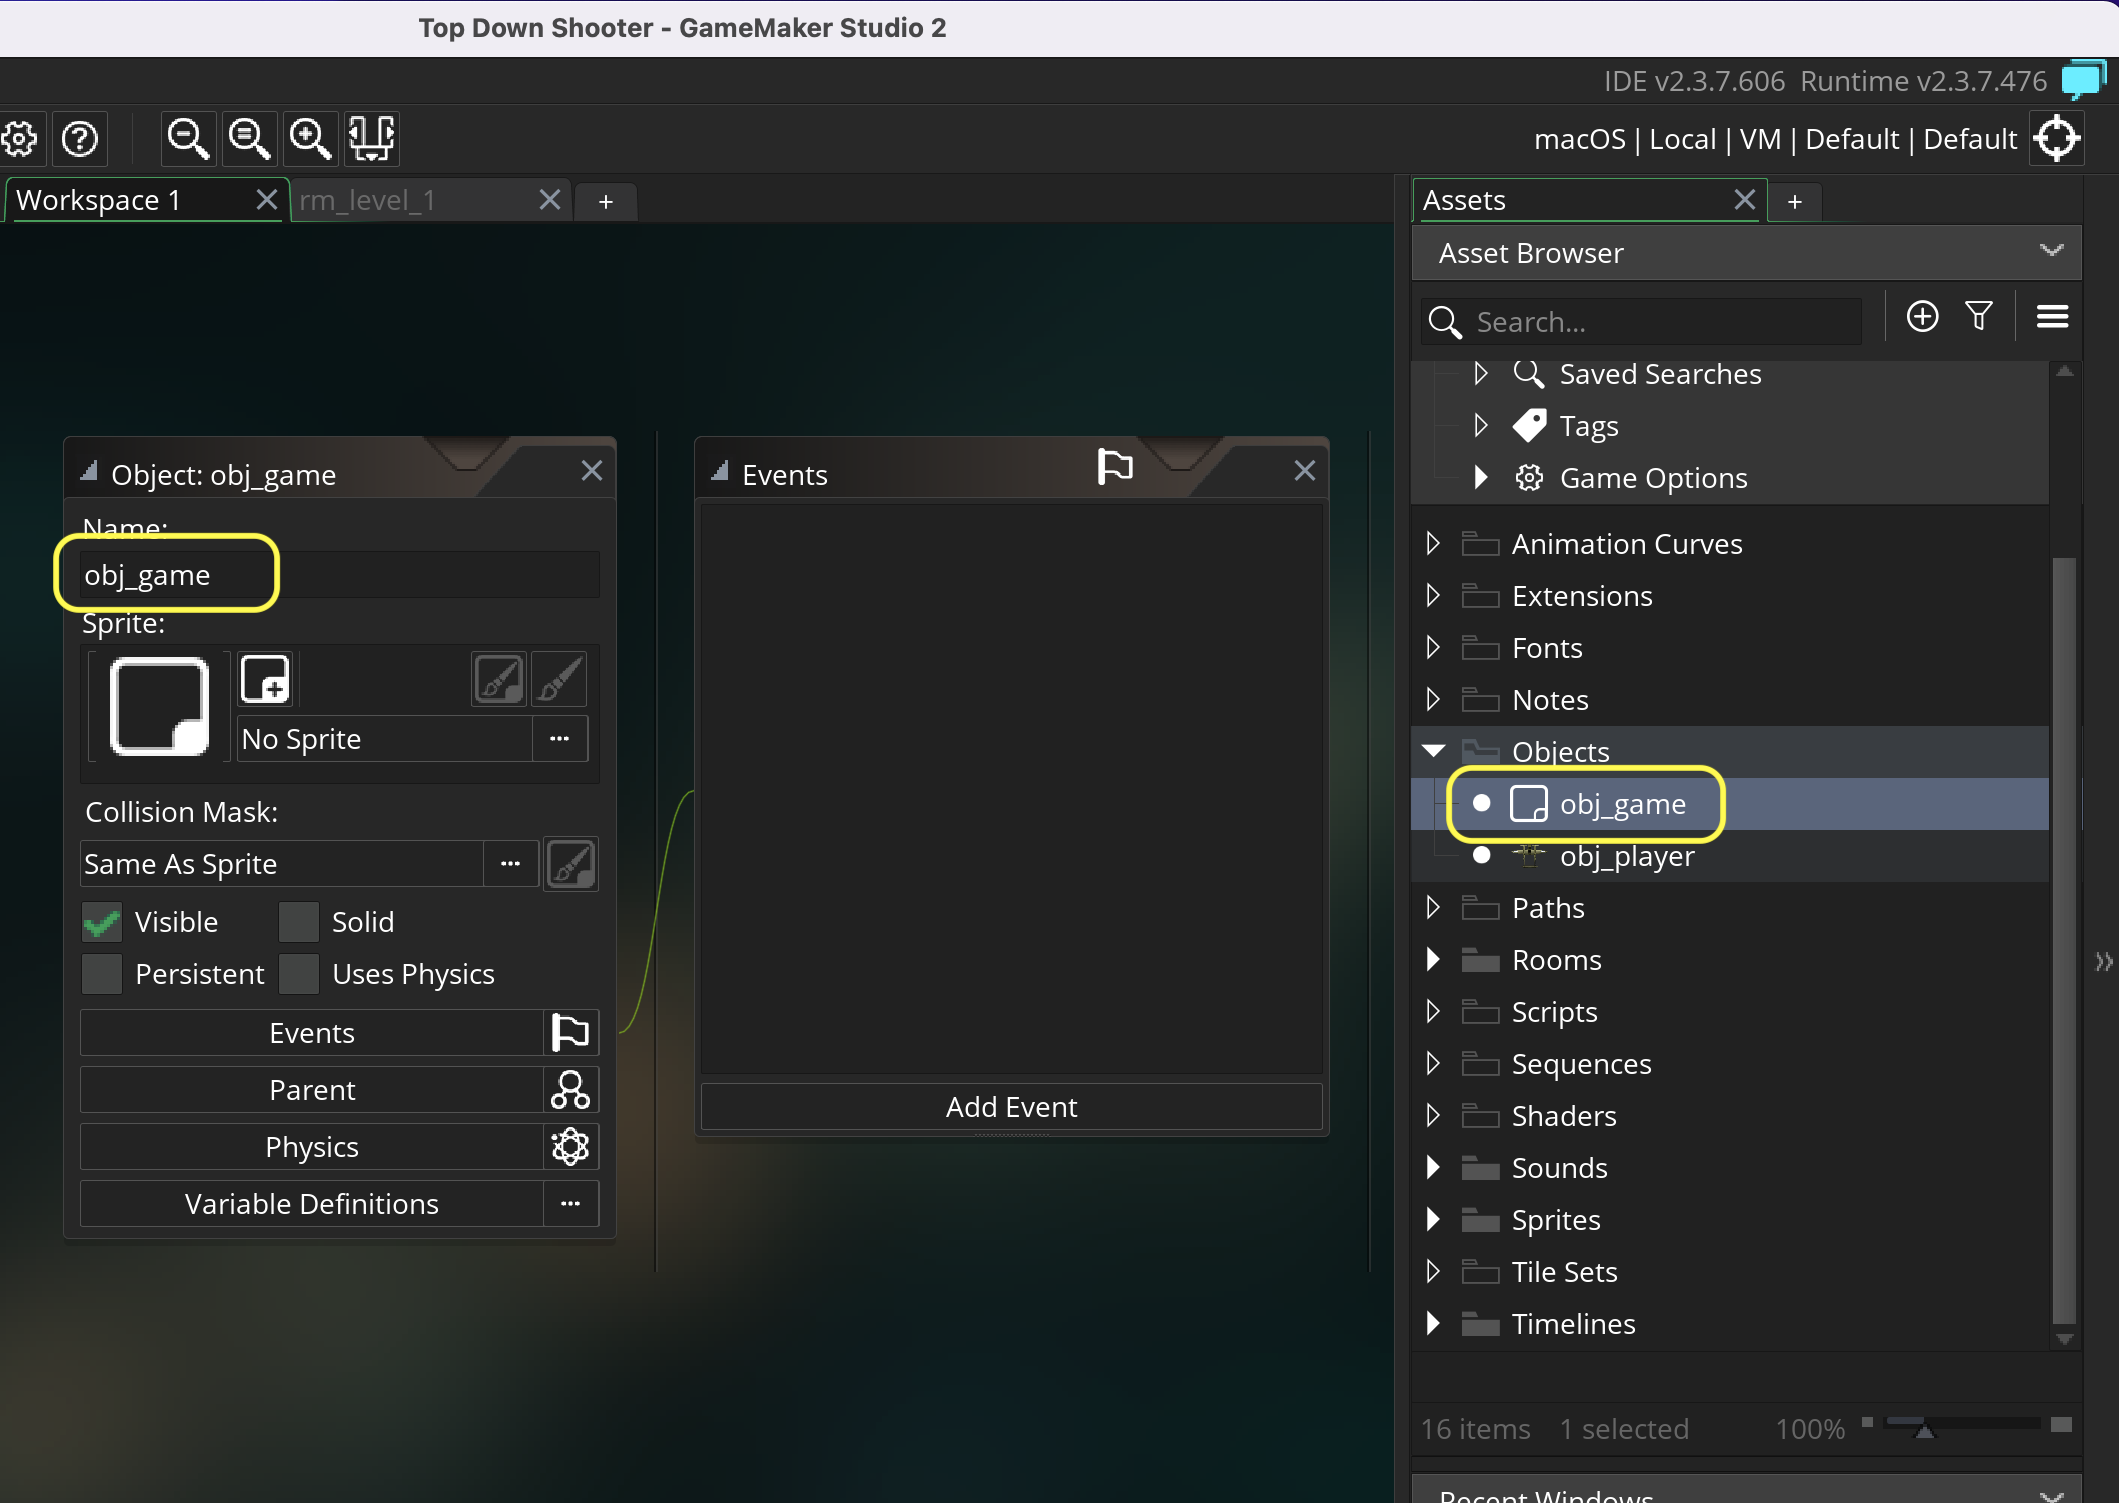 Top Down Shooter - GameMaker Studio 2
IDE v2.3.7.606 Runtime v2.3.7.476
macOS | Local | VM | Default | Default
Workspace 1
rm_level_1
+
Assets
+
Asset Browser
Search...
Saved Searches
Tags
Game Options
Object: obj_game
Name:
obj_game
Sprite:
No Sprite
...
Collision Mask:
Same As Sprite
...
Visible
Solid
Persistent
Uses Physics
Events
Parent
Physics
Variable Definitions
...
Events
Add Event
Animation Curves
Extensions
Fonts
Notes
Objects
obj_game
obj_player
Paths
Rooms
Scripts
Sequences
Shaders
Sounds
Sprites
Tile Sets
Timelines
16 items 1 selected 100%
Recent Windows